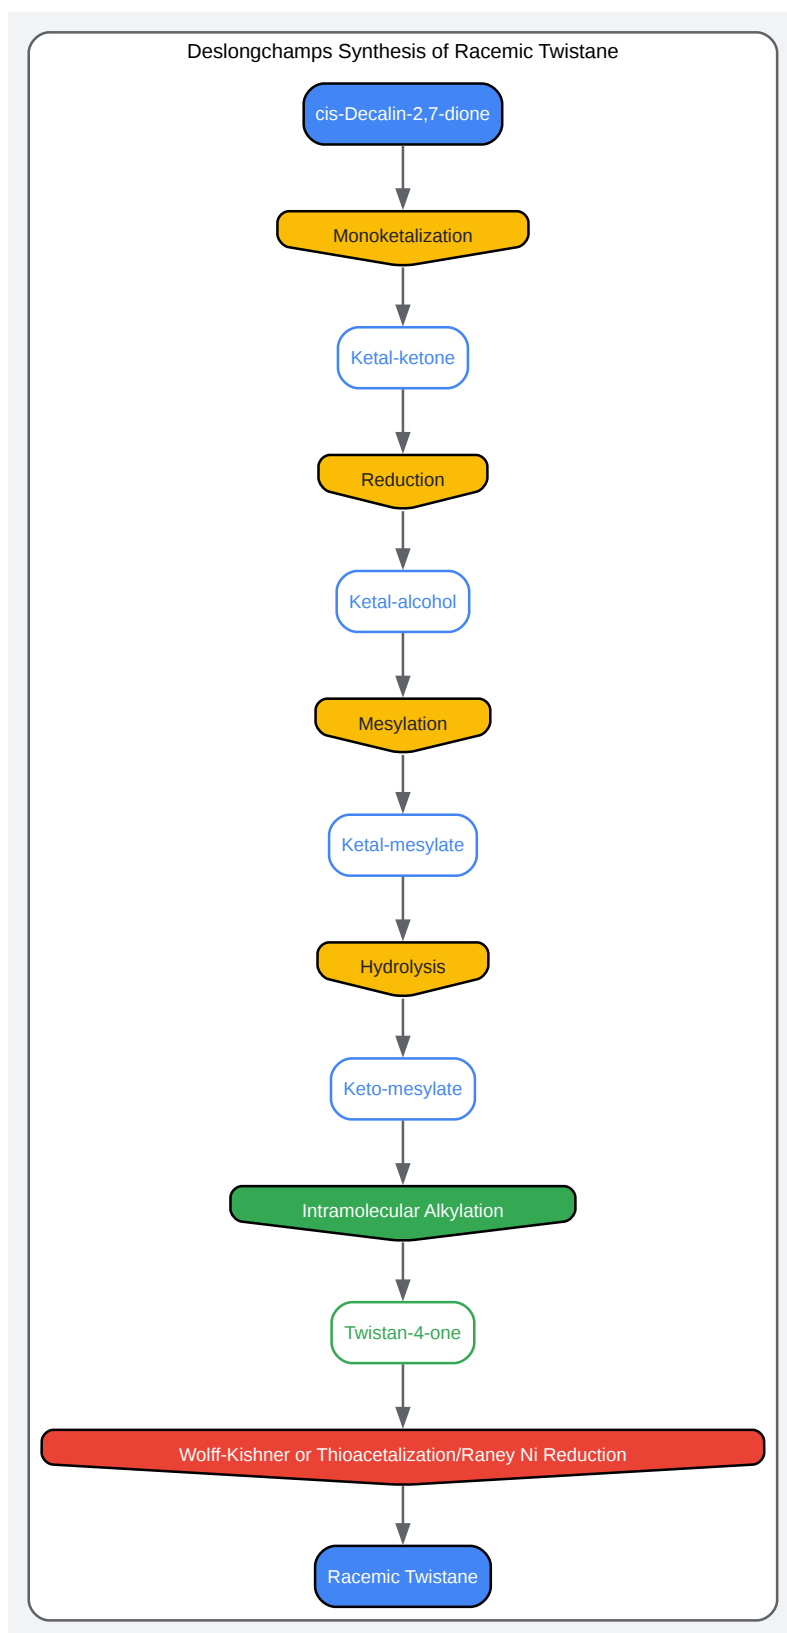 Deslongchamps Synthesis of Racemic Twistane
cis-Decalin-2,7-dione
Monoketalization
Ketal-ketone
Reduction
Ketal-alcohol
Mesylation
Ketal-mesylate
Hydrolysis
Keto-mesylate
Intramolecular Alkylation
Twistan-4-one
Wolff-Kishner or Thioacetalization/Raney Ni Reduction
Racemic Twistane